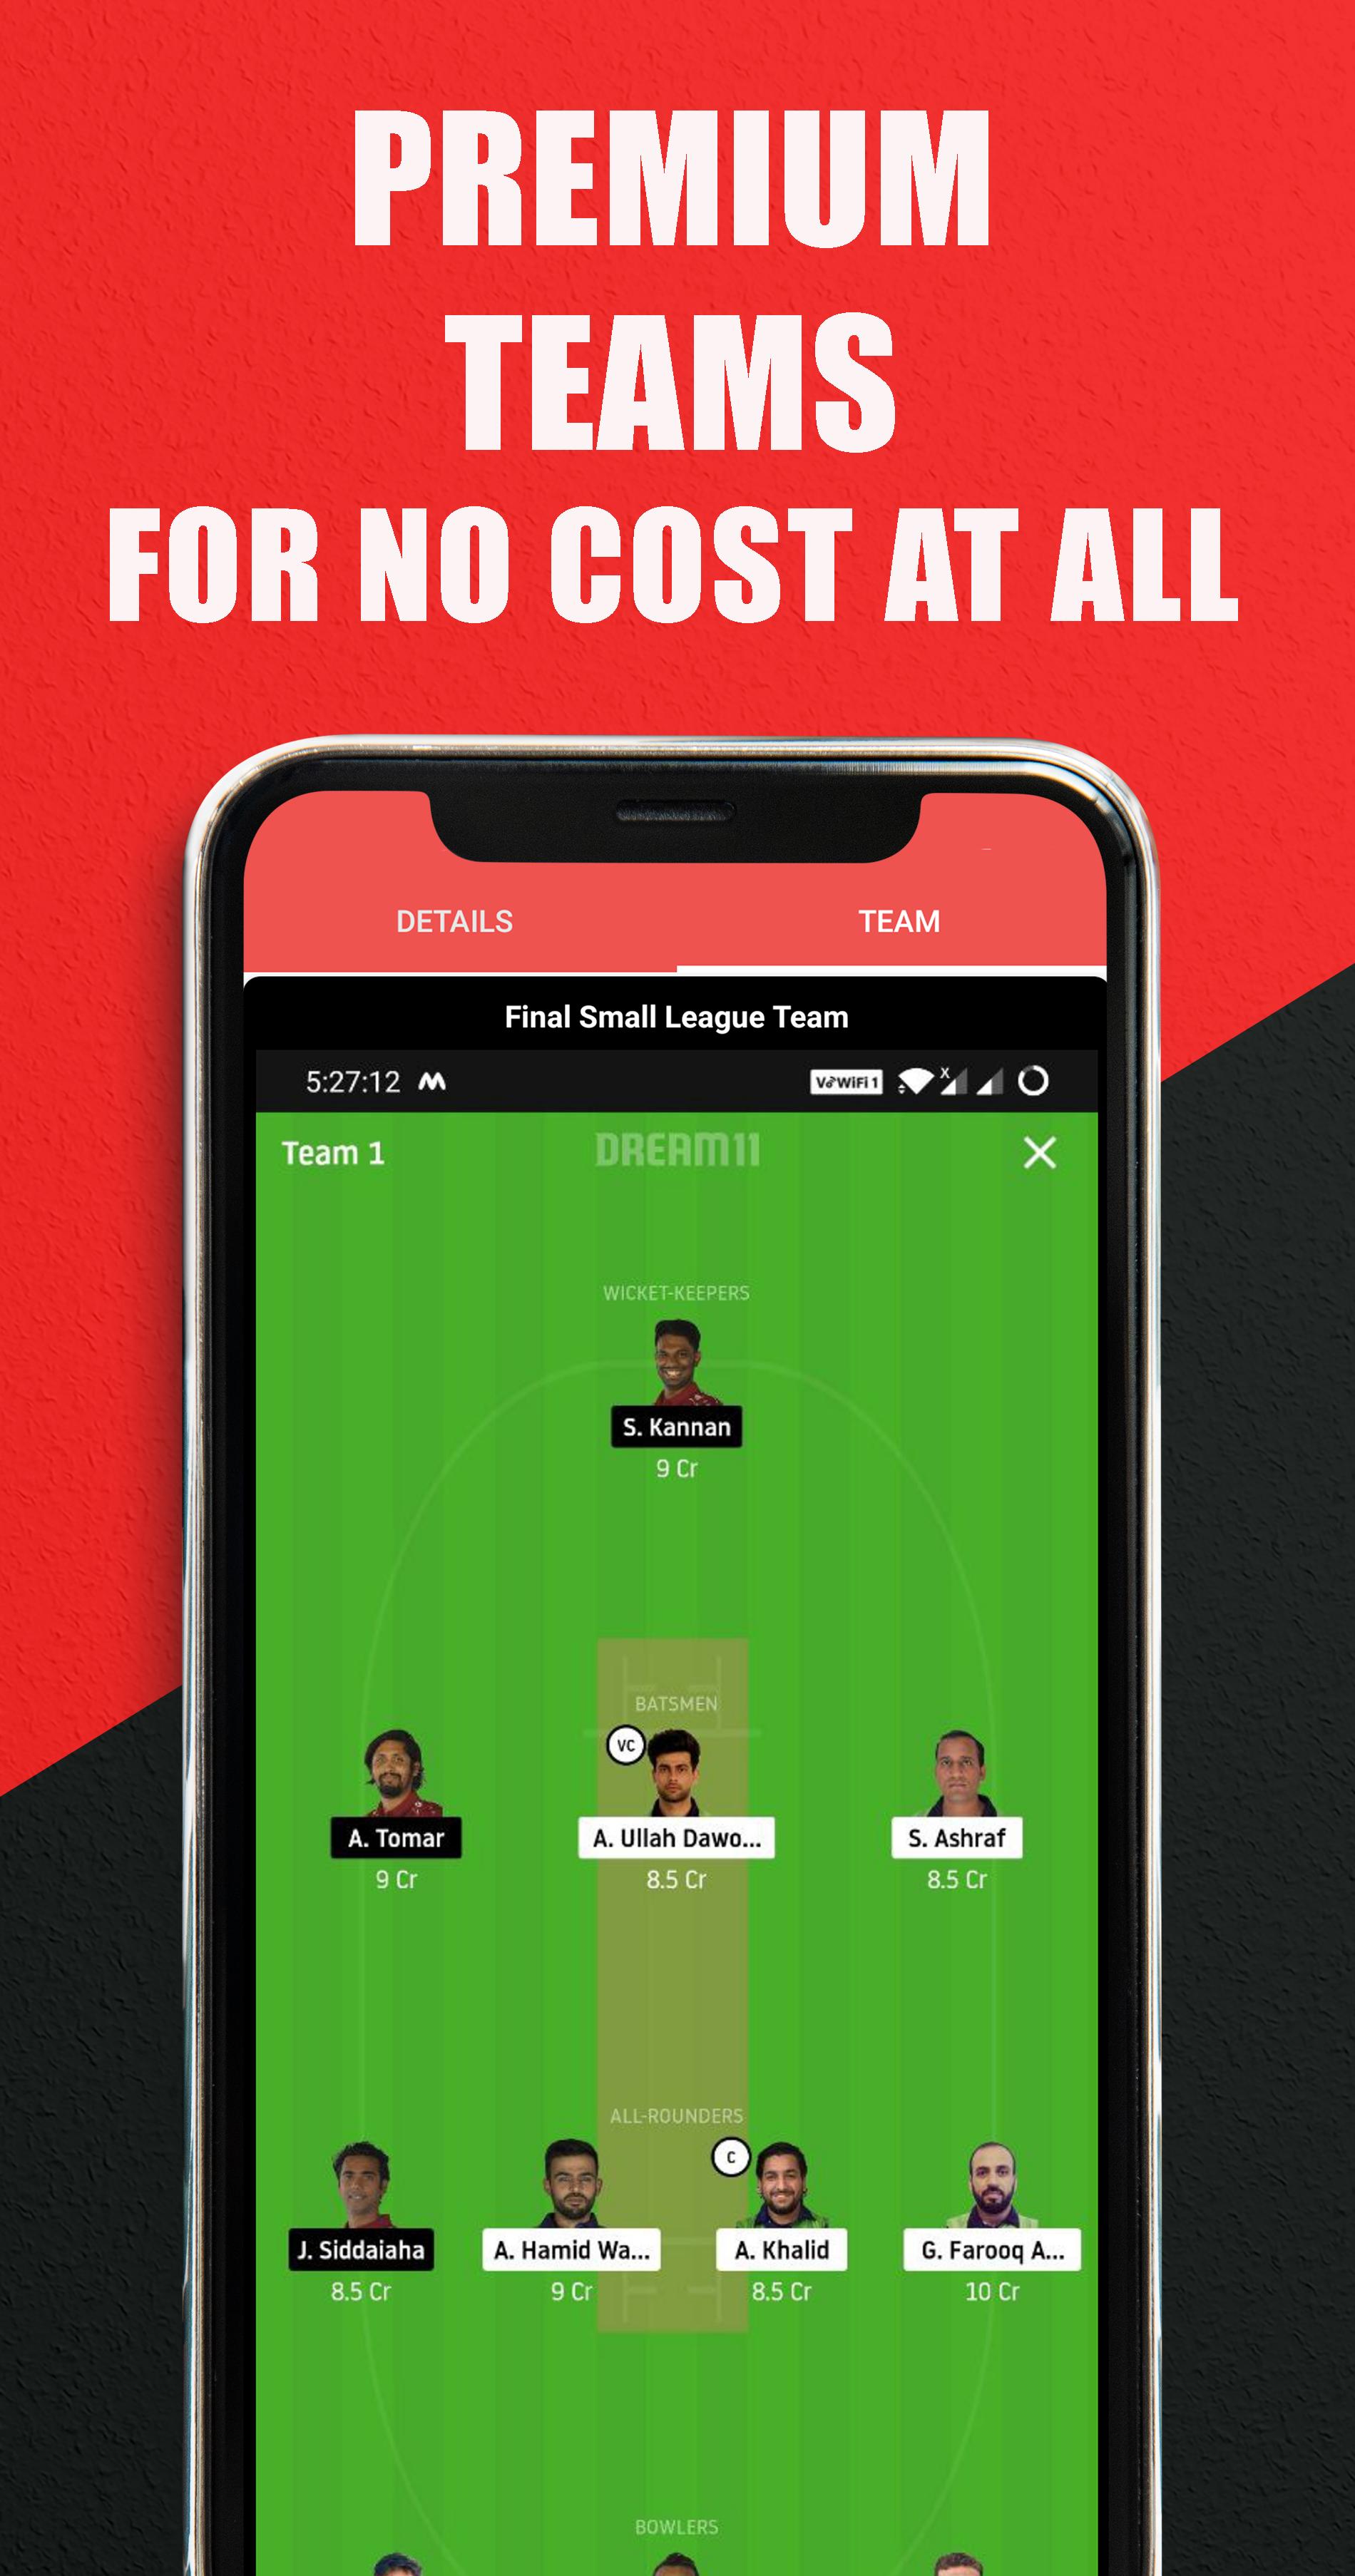 PREMIUM
TEAMS
FOR NO COST AT ALL
DETAILS TEAM
Final Small League Team
5:27:12 VoWiFi 1 X
Team 1 DREAM11
WICKET-KEEPERS
S. Kannan
9 Cr
BATSMEN
VC
A. Tomar A. Ullah Dawo... S. Ashraf
9 Cr 8.5 Cr 8.5 Cr
ALL-ROUNDERS
C
J. Siddaiaha A. Hamid Wa... A. Khalid G. Farooq A...
8.5 Cr 9 Cr 8.5 Cr 10 Cr
BOWLERS